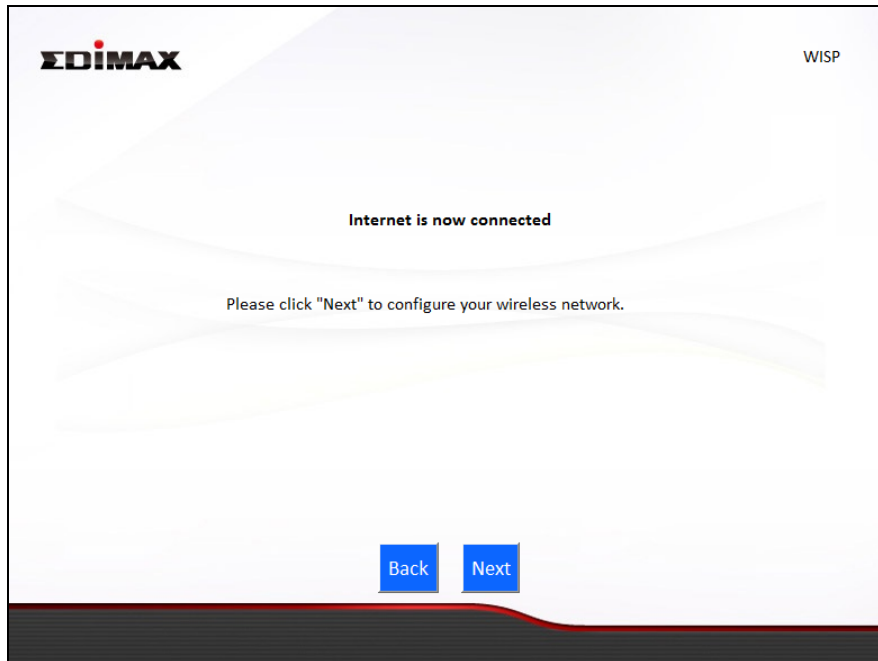 EDIMAX
WISP
Internet is now connected
Please click "Next" to configure your wireless network.
Back
Next